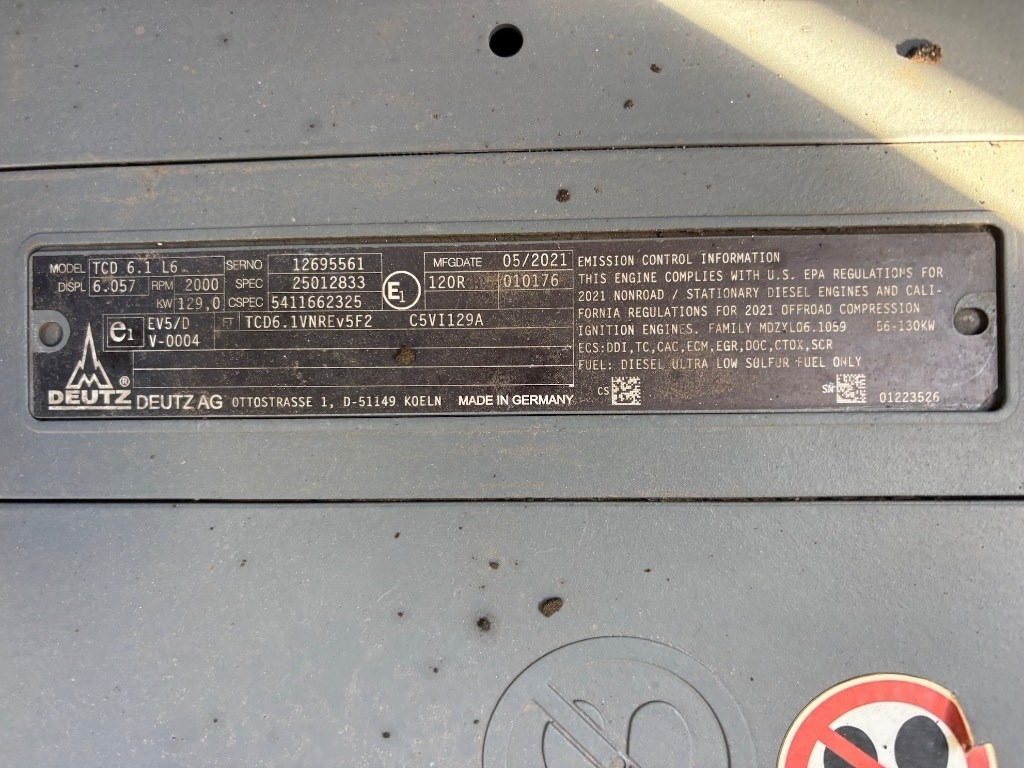 MODEL TCD 6.1 L6 SERNO 12695561 MFGDATE 05/2021
DISPL 6.057 RPM 2000 SPEC 25012833 E1 120R 010176
KW 129,0 CSPEC 5411662325
e1 EV5/D V-0004 ET TCD6.1VNREv5F2 C5VI129A
DEUTZ ® DEUTZ AG OTTOSTRASSE 1, D-51149 KOELN MADE IN GERMANY
EMISSION CONTROL INFORMATION
THIS ENGINE COMPLIES WITH U.S. EPA REGULATIONS FOR
2021 NONROAD / STATIONARY DIESEL ENGINES AND CALI-
FORNIA REGULATIONS FOR 2021 OFFROAD COMPRESSION
IGNITION ENGINES. FAMILY MDZXL06.1059 56-130KW
ECS:DDI,TC,CAC,ECM,EGR,DOC,CTOX,SCR
FUEL: DIESEL ULTRA LOW SULFUR FUEL ONLY
CS SN 01223526